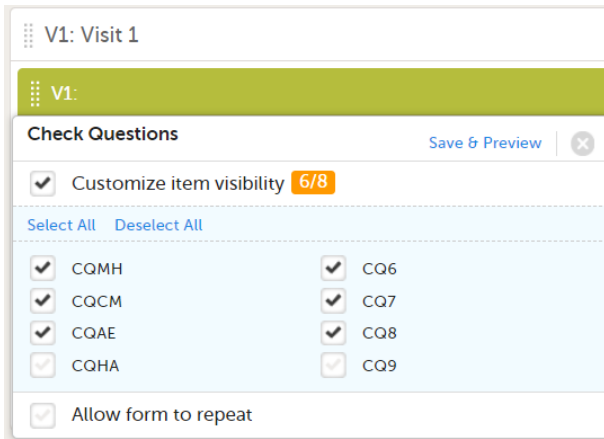 V1: Visit 1
V1:
Check Questions
Save & Preview
Customize item visibility 6/8
Select All Deselect All
CQMH CQ6
CQCM CQ7
CQAE CQ8
CQHA CQ9
Allow form to repeat